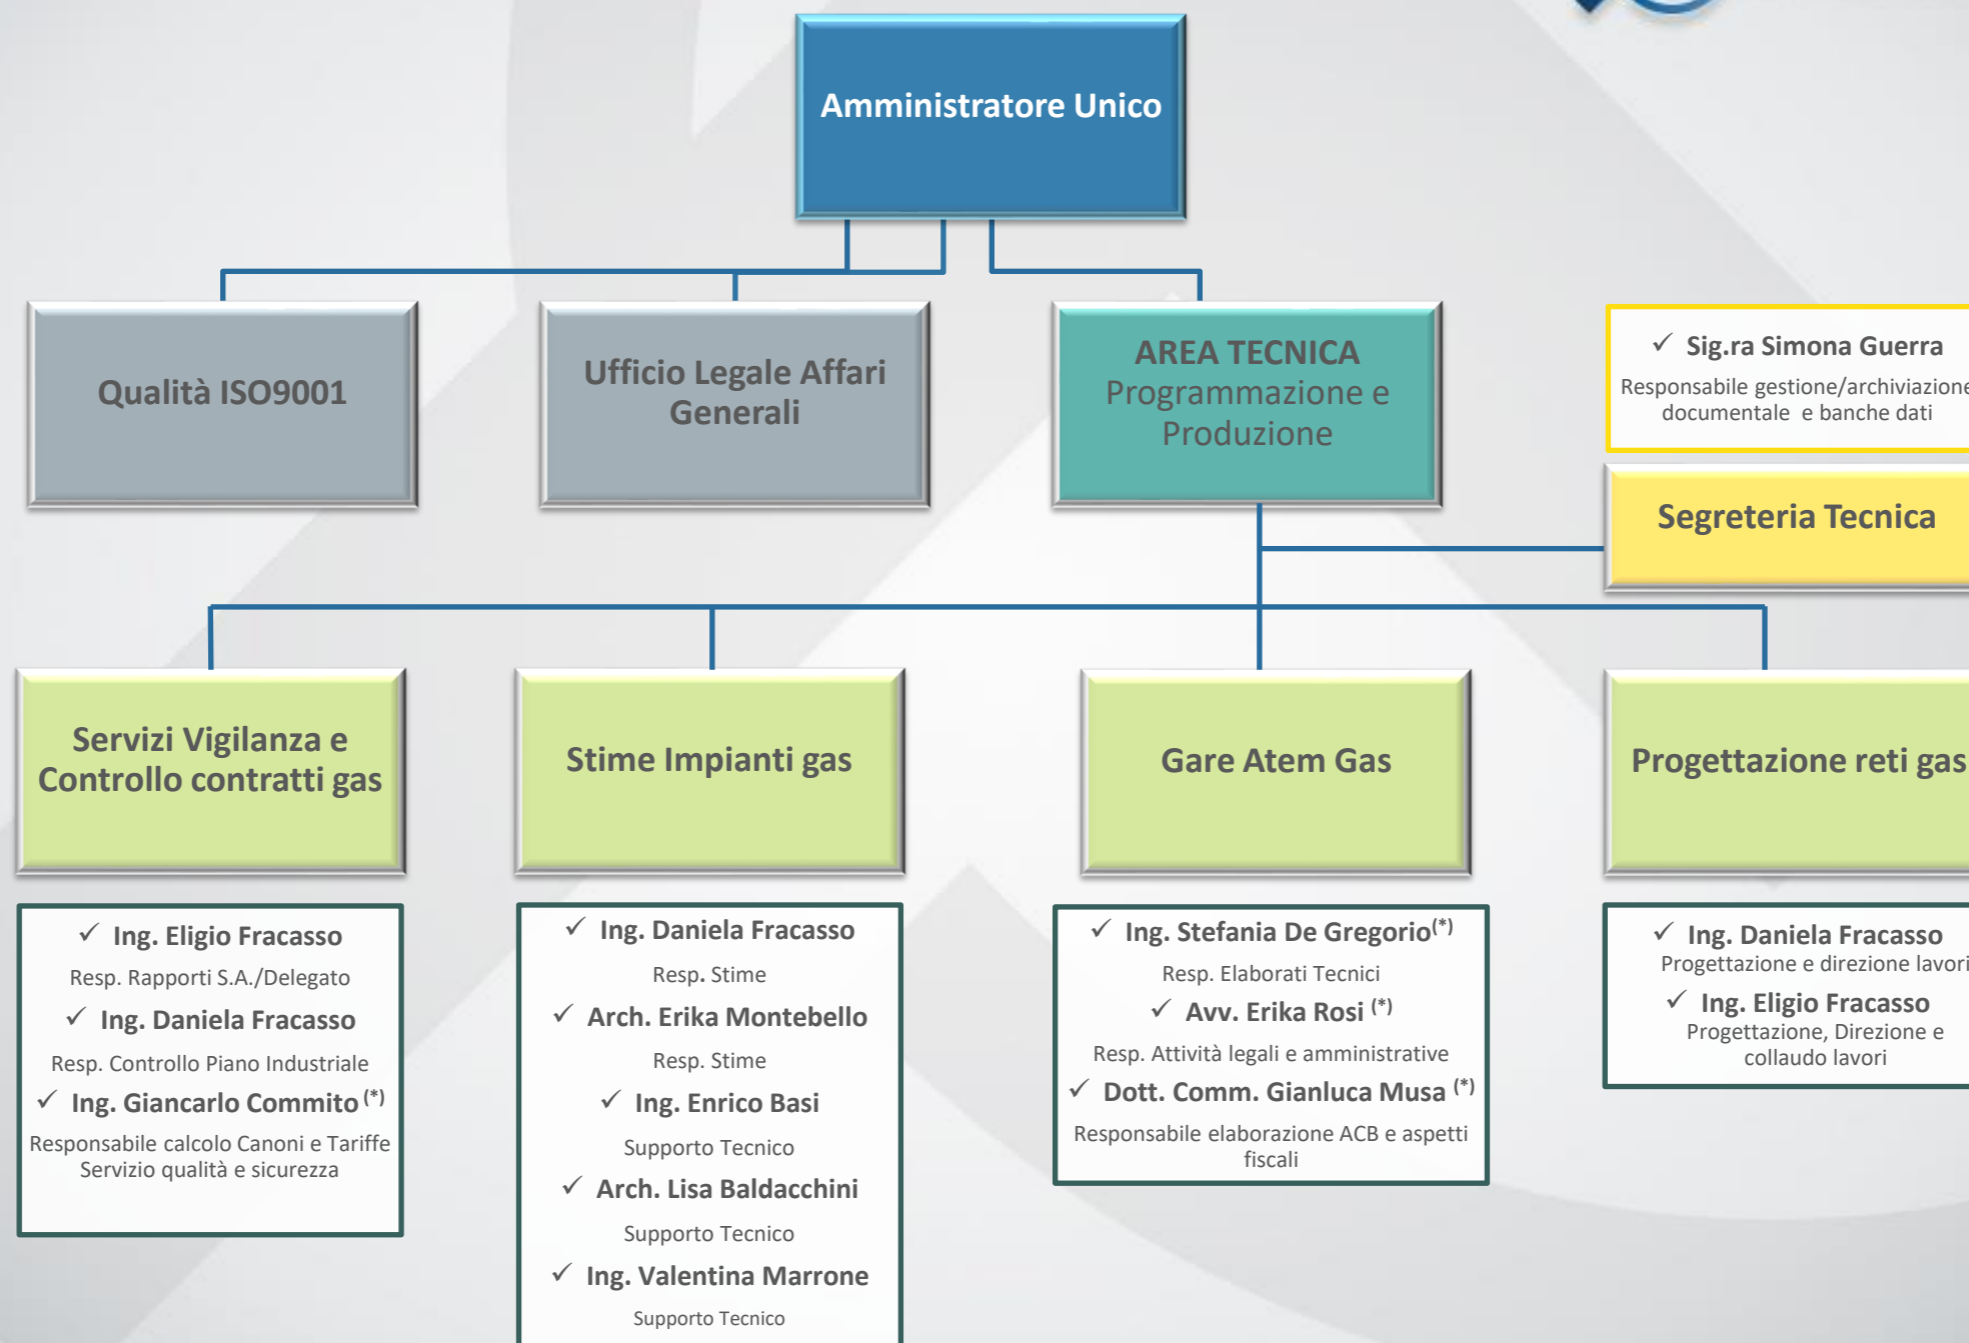 Amministratore Unico
Qualità ISO9001
Ufficio Legale Affari
Generali
AREA TECNICA
Programmazione e
Produzione
✓ Sig.ra Simona Guerra
Responsabile gestione/archiviazione
documentale e banche dati
Segreteria Tecnica
Servizi Vigilanza e
Controllo contratti gas
Stime Impianti gas
Gare Atem Gas
Progettazione reti gas
✓ Ing. Eligio Fracasso
Resp. Rapporti S.A./Delegato
✓ Ing. Daniela Fracasso
Resp. Controllo Piano Industriale
✓ Ing. Giancarlo Commito (*)
Responsabile calcolo Canoni e Tariffe
Servizio qualità e sicurezza
✓ Ing. Daniela Fracasso
Resp. Stime
✓ Arch. Erika Montebello
Resp. Stime
✓ Ing. Enrico Basi
Supporto Tecnico
✓ Arch. Lisa Baldacchini
Supporto Tecnico
✓ Ing. Valentina Marrone
Supporto Tecnico
✓ Ing. Stefania De Gregorio(*)
Resp. Elaborati Tecnici
✓ Avv. Erika Rosi (*)
Resp. Attività legali e amministrative
✓ Dott. Comm. Gianluca Musa (*)
Responsabile elaborazione ACB e aspetti
fiscali
✓ Ing. Daniela Fracasso
Progettazione e direzione lavori
✓ Ing. Eligio Fracasso
Progettazione, Direzione e
collaudo lavori